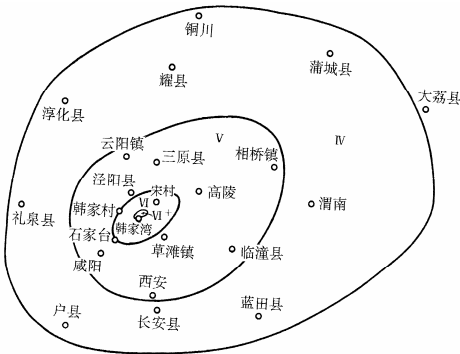 铜川
蒲城县
耀县
大荔县
淳化县
云阳镇
Ⅴ
Ⅳ
三原县
相桥镇
泾阳县
宋村
高陵
礼泉县
韩家村
Ⅵ
Ⅵ+
渭南
韩家湾
石家台
草滩镇
临潼县
咸阳
西安
户县
长安县
蓝田县